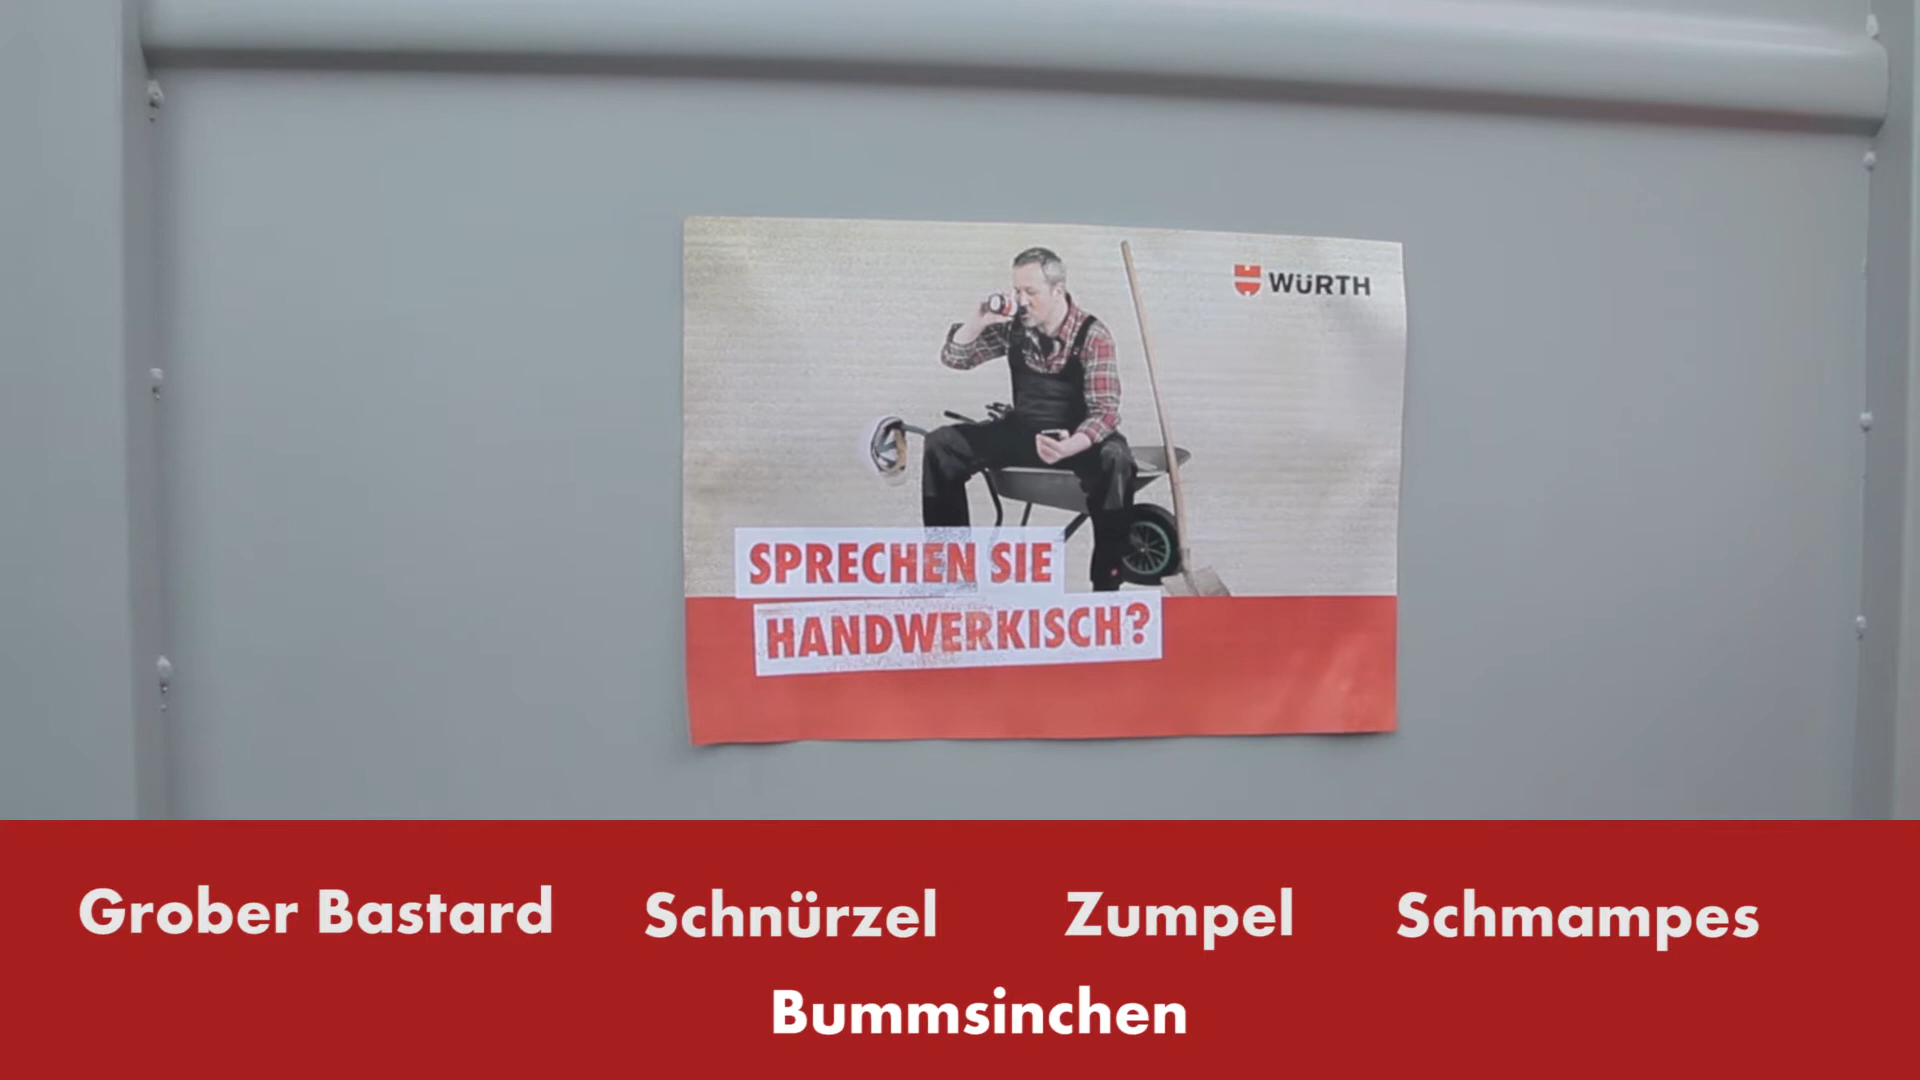 WÜRTH
SPRECHEN SIE
HANDWERKISCH?
Grober Bastard Schnürzel Zumpel Schmampes
Bummsinchen